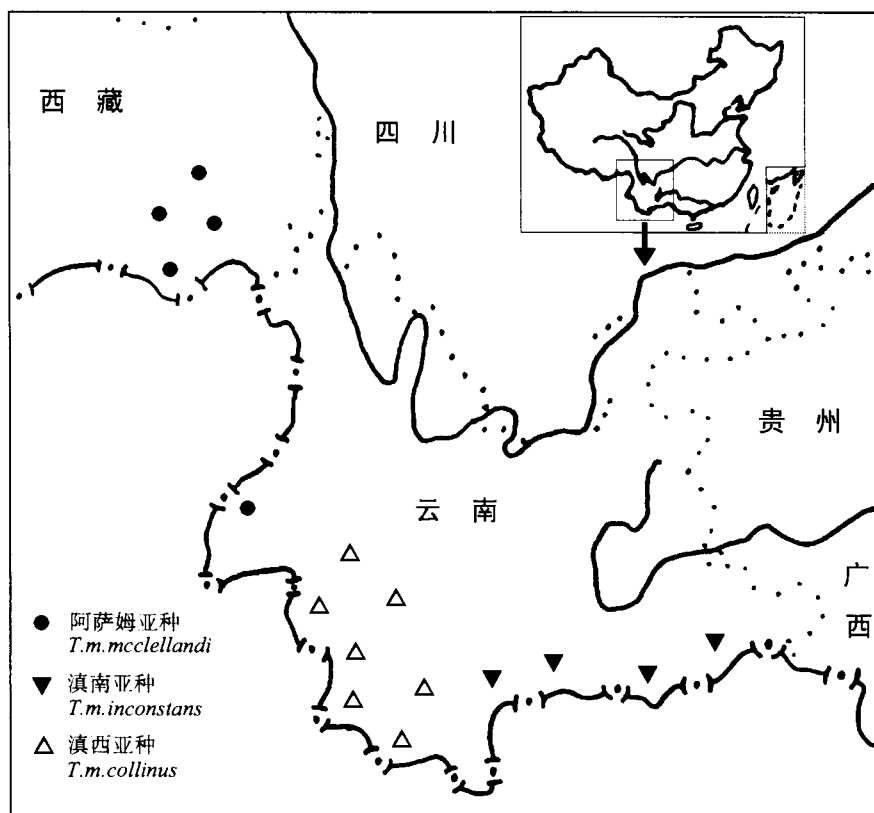 西 藏
四 川
贵 州
云 南
广
西
阿萨姆亚种
T.m.mcclellandi
滇南亚种
T.m.inconstans
滇西亚种
T.m.collinus